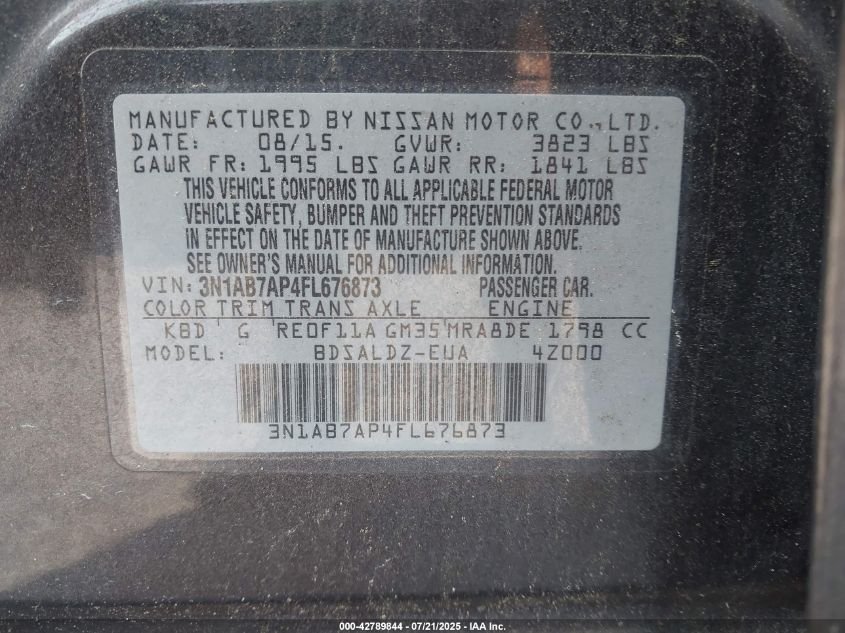 MANUFACTURED BY NISSAN MOTOR CO., LTD.
DATE: 08/15. GVWR: 3823 LBS
GAWR FR: 1995 LBS GAWR RR: 1841 LBS
THIS VEHICLE CONFORMS TO ALL APPLICABLE FEDERAL MOTOR
VEHICLE SAFETY, BUMPER AND THEFT PREVENTION STANDARDS
IN EFFECT ON THE DATE OF MANUFACTURE SHOWN ABOVE.
SEE OWNER'S MANUAL FOR ADDITIONAL INFORMATION.
VIN: 3N1AB7AP4FL676873 PASSENGER CAR.
COLOR TRIM TRANS AXLE ENGINE
KBD G RE0F11A GM35 MRA8DE 1798 CC
MODEL: BDSALDZ-EUA 4Z000
3N1AB7AP4FL676873
000-42789844 - 07/21/2025 - IAA Inc.